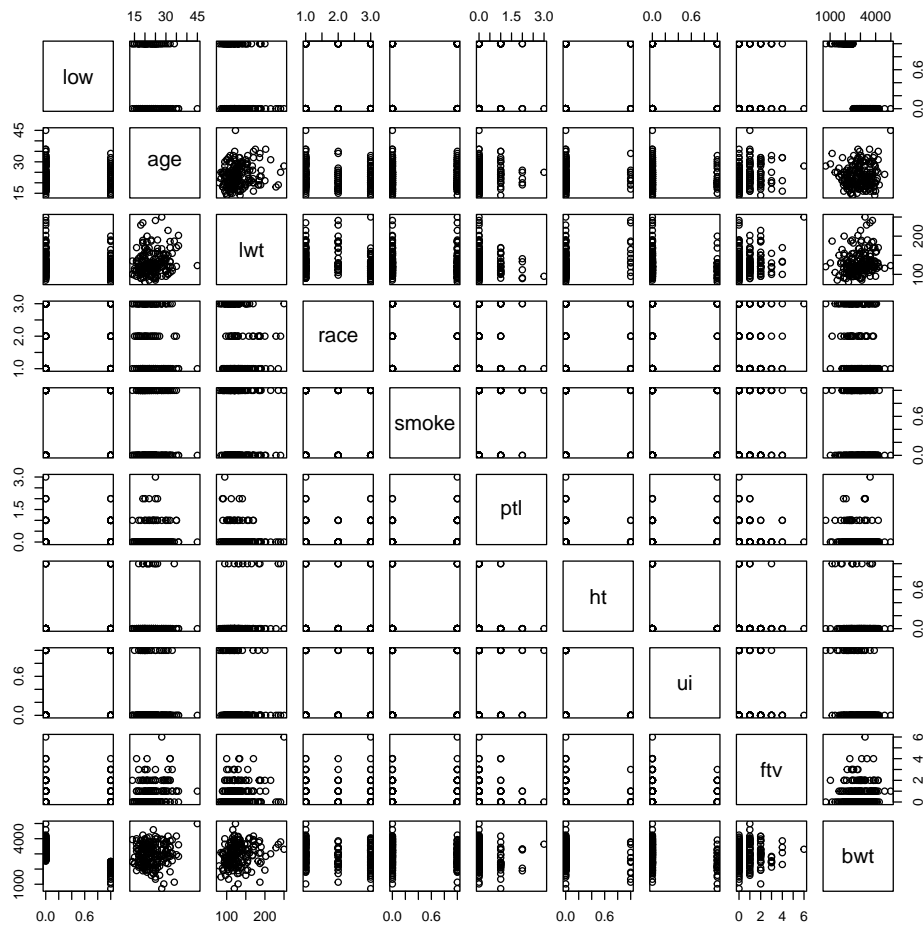 15 30 45 1.0 2.0 3.0 0.0 1.5 3.0 0.0 0.6 1000 4000
low 0.0 0.6
15 30 45 age
lwt 100 200
1.0 2.0 3.0 race
smoke 0.0 0.6
0.0 1.5 3.0 ptl
ht 0.0 0.6
0.0 0.6 ui
ftv 0 2 4 6
1000 4000 bwt
0.0 0.6 100 200 0.0 0.6 0.0 0.6 0 2 4 6